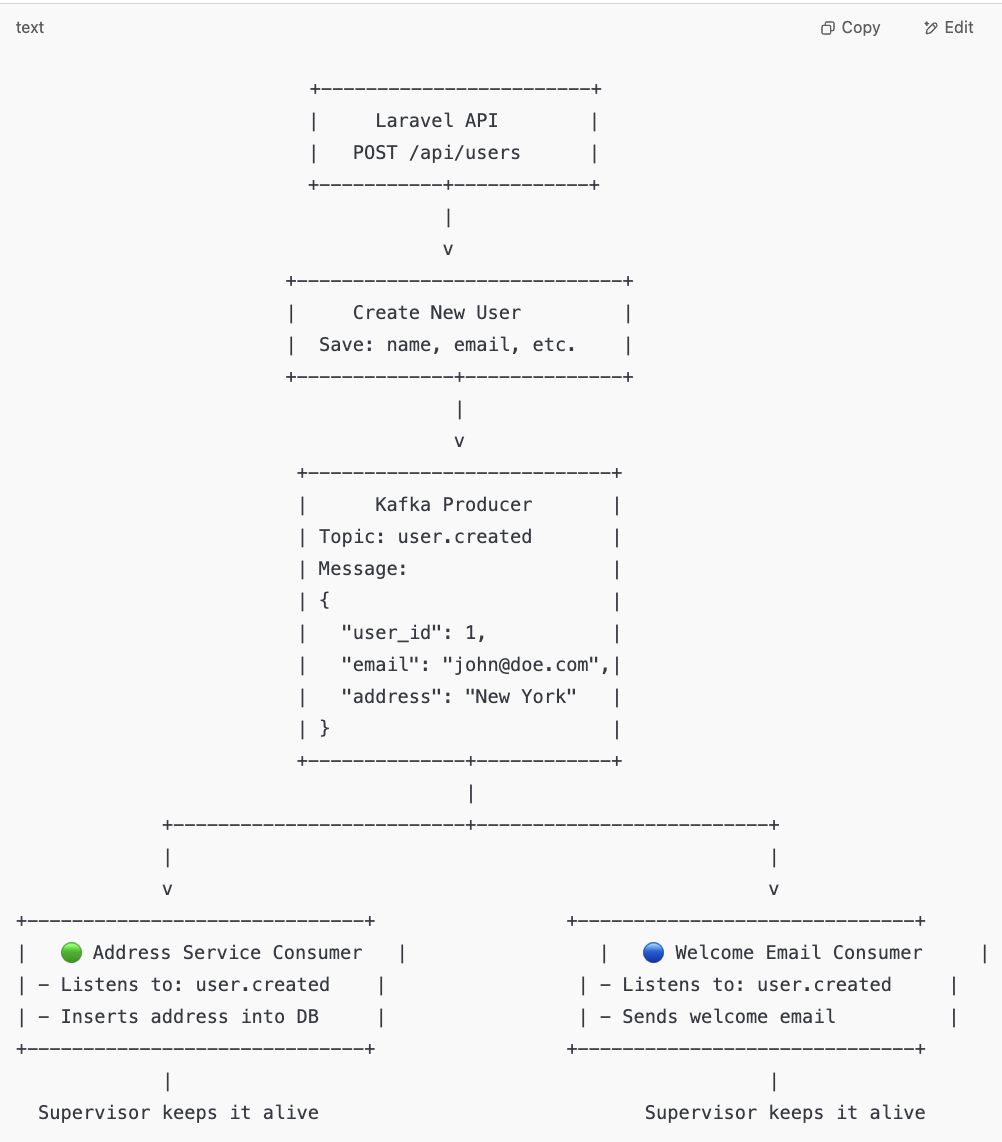 text Copy Edit
+------------------------+
|     Laravel API        |
|   POST /api/users      |
+-----------+------------+
|
v
+-----------------------------+
|     Create New User         |
|  Save: name, email, etc.    |
+--------------+--------------+
|
v
+---------------------------+
|      Kafka Producer       |
| Topic: user.created       |
| Message:                  |
| {                         |
|   "user_id": 1,           |
|   "email": "john@doe.com",|
|   "address": "New York"   |
| }                         |
+--------------+------------+
|
+--------------------------+--------------------------+
|                                                     |
v                                                     v
+------------------------------+                 +------------------------------+
|   🟢 Address Service Consumer   |                 |   🔵 Welcome Email Consumer     |
| - Listens to: user.created    |                 | - Listens to: user.created     |
| - Inserts address into DB     |                 | - Sends welcome email          |
+------------------------------+                 +------------------------------+
|                                                     |
Supervisor keeps it alive                             Supervisor keeps it alive